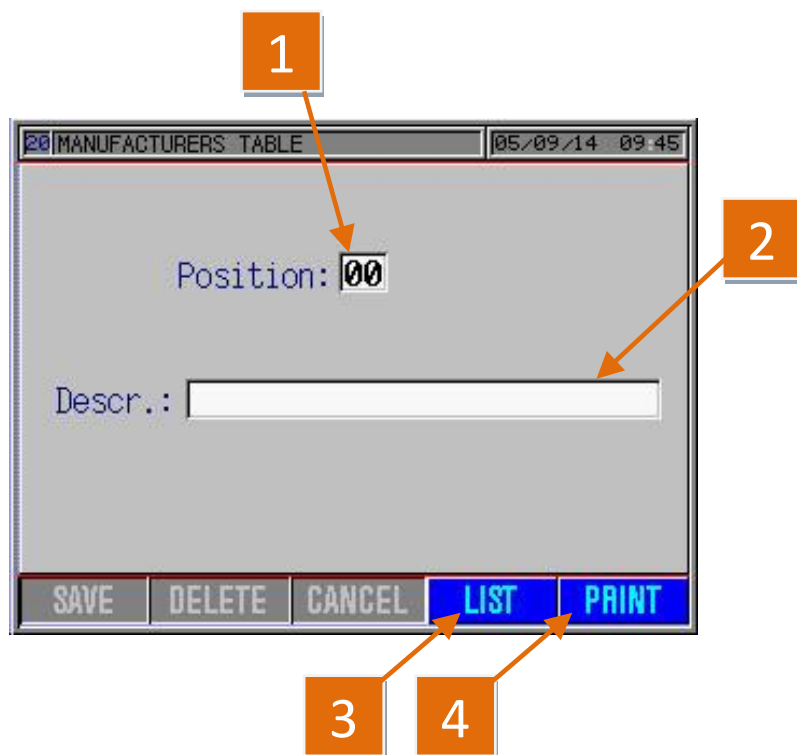 1
20 MANUFACTURERS TABLE 05/09/14 09:45
2
Position: 00
Descr.:
SAVE DELETE CANCEL LIST PRINT
3 4